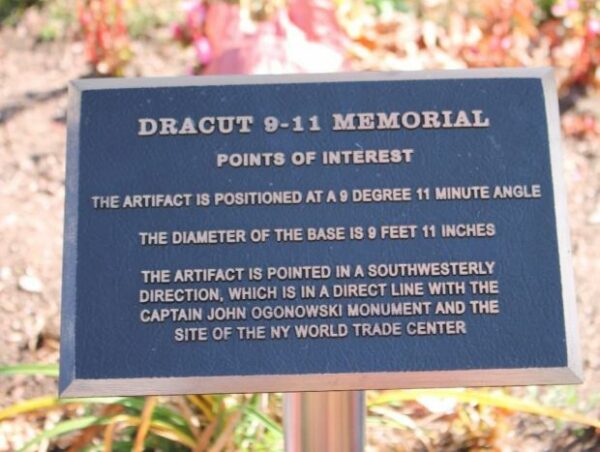 DRACUT 9-11 MEMORIAL
POINTS OF INTEREST
THE ARTIFACT IS POSITIONED AT A 9 DEGREE 11 MINUTE ANGLE
THE DIAMETER OF THE BASE IS 9 FEET 11 INCHES
THE ARTIFACT IS POINTED IN A SOUTHWESTERLY
DIRECTION, WHICH IS IN A DIRECT LINE WITH THE
CAPTAIN JOHN OGONOWSKI MONUMENT AND THE
SITE OF THE NY WORLD TRADE CENTER